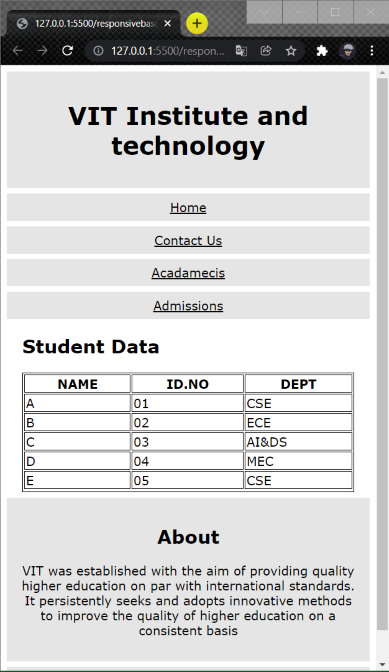 127.0.0.1:5500/responsivebas
127.0.0.1:5500/respon...
VIT Institute and
technology
Home
Contact Us
Acadamecis
Admissions
Student Data
NAME ID.NO DEPT
A 01 CSE
B 02 ECE
C 03 AI&DS
D 04 MEC
E 05 CSE
About
VIT was established with the aim of providing quality
higher education on par with international standards.
It persistently seeks and adopts innovative methods
to improve the quality of higher education on a
consistent basis